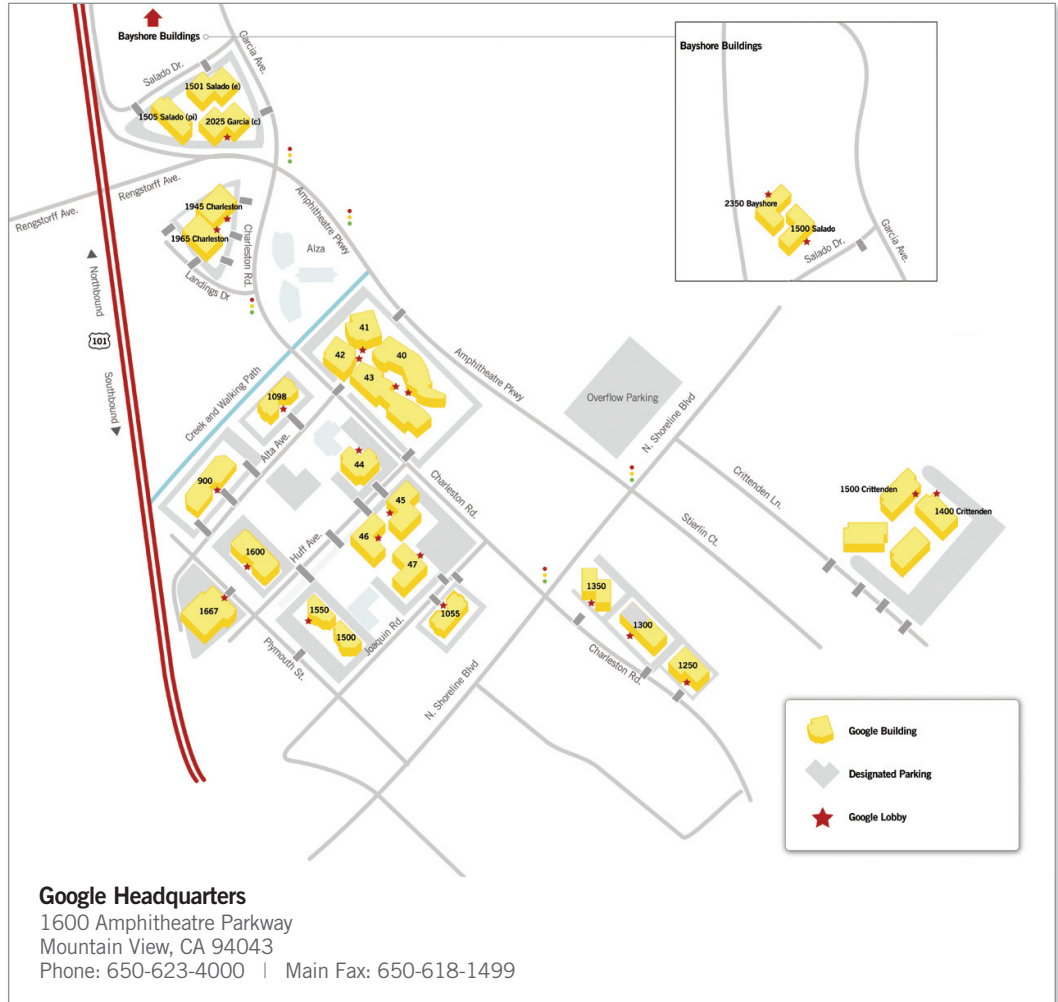 Bayshore Buildings
Garcia Ave.
Salado Dr.
1501 Salado (e)
1505 Salado (pi)
2025 Garcia (c)
Bayshore Buildings
2350 Bayshore
1500 Salado
Salado Dr.
Garcia Ave.
Rengstorff Ave.
Rengstorff Ave.
Amphitheatre Pkwy
1945 Charleston
1965 Charleston
Charleston Rd.
Landings Dr
Alza
Northbound
101
Southbound
Creek and Walking Path
41
42
40
43
Amphitheatre Pkwy
Overflow Parking
N. Shoreline Blvd
1098
Alta Ave.
900
44
45
46
47
Charleston Rd.
Crittenden Ln.
1500 Crittenden
1400 Crittenden
Stierlin Ct.
Huff Ave.
1600
1667
1550
1500
Joaquin Rd.
1055
Plymouth St.
N. Shoreline Blvd
1350
1300
1250
Charleston Rd.
Google Building
Designated Parking
Google Lobby
Google Headquarters
1600 Amphitheatre Parkway
Mountain View, CA 94043
Phone: 650-623-4000 | Main Fax: 650-618-1499